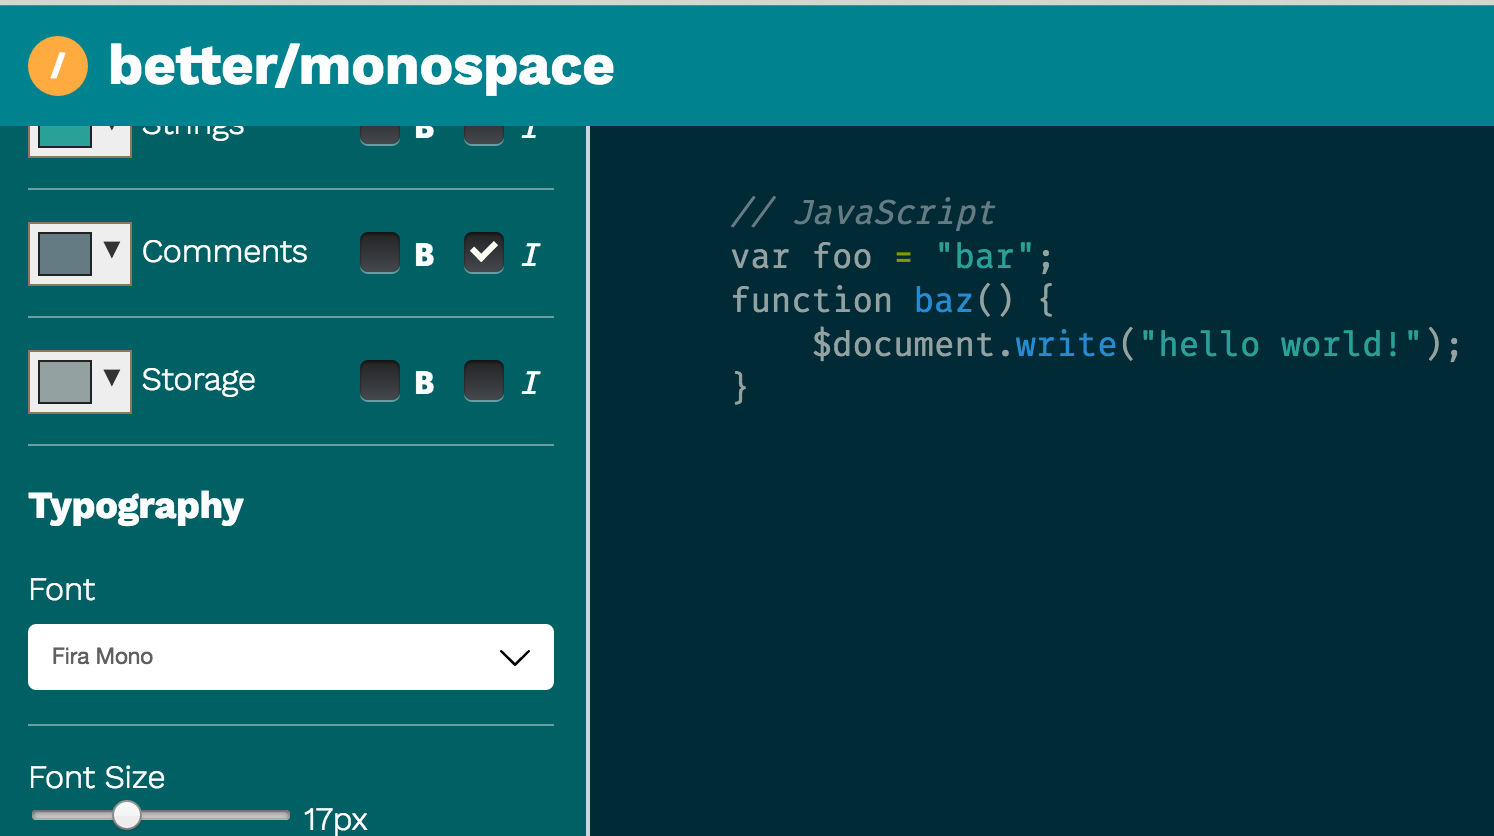 / better/monospace
Strings B I
Comments B I
Storage B I
Typography
Font
Fira Mono
Font Size
17px
// JavaScript
var foo = "bar";
function baz() {
    $document.write("hello world!");
}